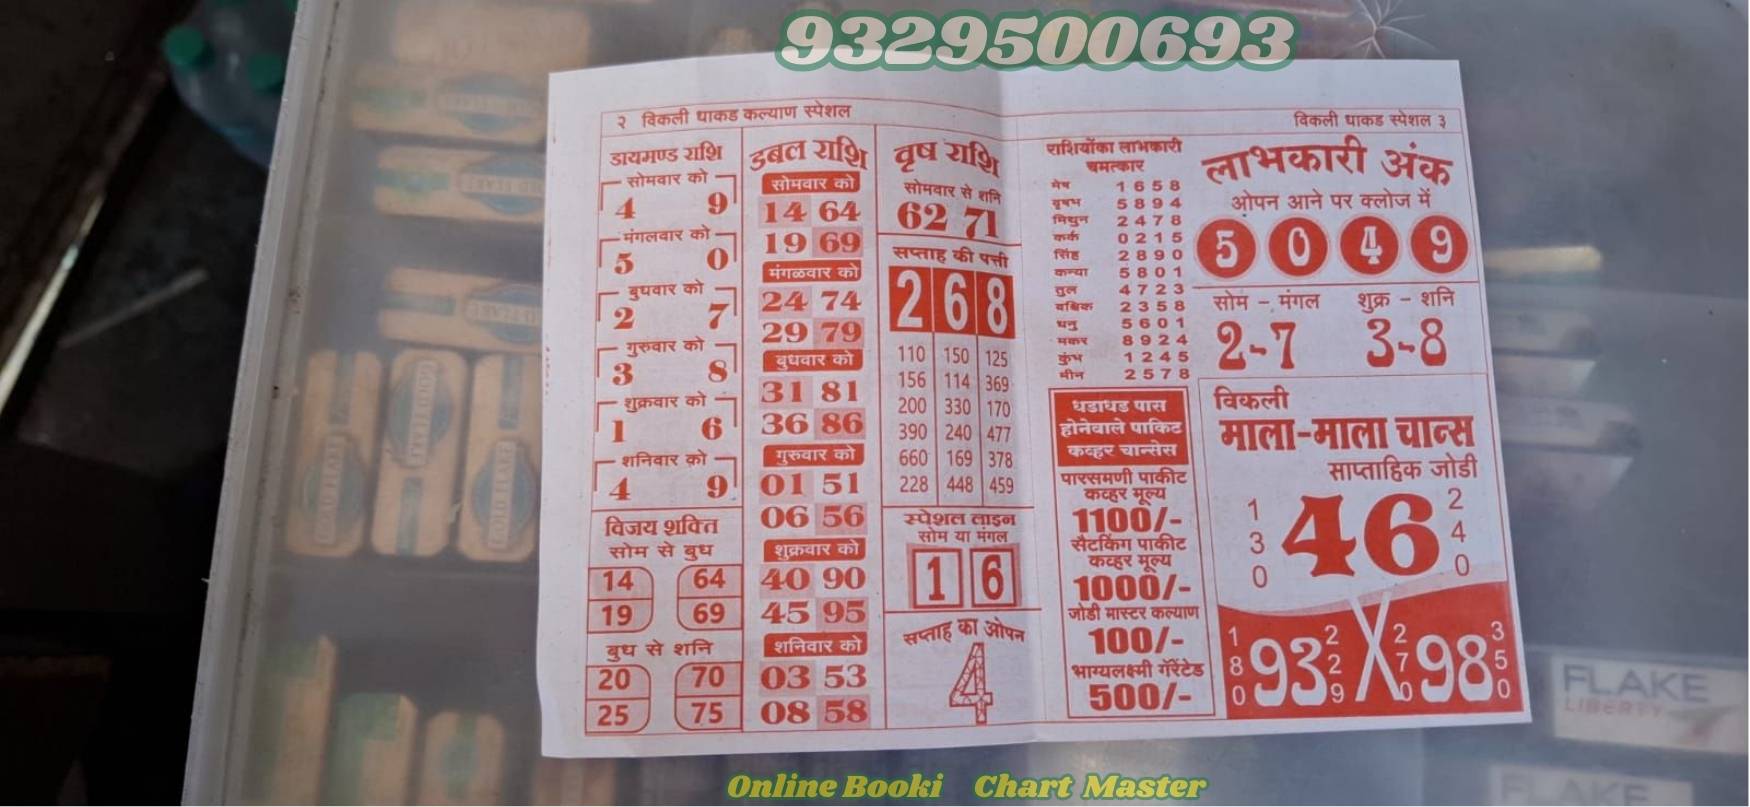 9329500693
२ विकली धाकड कल्याण स्पेशल
विकली धाकड स्पेशल ३
डायमण्ड राशि
सोमवार को
4 9
मंगलवार को
5 0
बुधवार को
2 7
गुरुवार को
3 8
शुक्रवार को
1 6
शनिवार को
4 9
विजय शक्ति
सोम से बुध
14 64
19 69
बुध से शनि
20 70
25 75
डबल राशि
सोमवार को
14 64
19 69
मंगळवार को
24 74
29 79
बुधवार को
31 81
36 86
गुरुवार को
01 51
06 56
शुक्रवार को
40 90
45 95
शनिवार को
03 53
08 58
वृष राशि
सोमवार से शनि
62 71
सप्ताह की पत्ती
2 6 8
110 150 125
156 114 369
200 330 170
390 240 477
660 169 378
228 448 459
स्पेशल लाइन
सोम या मंगल
1 6
सप्ताह का ओपन
4
राशियोंका लाभकारी
चमत्कार
मेष 1 6 5 8
वृषभ 5 8 9 4
मिथुन 2 4 7 8
कर्क 0 2 1 5
सिंह 2 8 9 0
कन्या 5 8 0 1
तुल 4 7 2 3
वश्चिक 2 3 5 8
धनु 5 6 0 1
मकर 8 9 2 4
कुंभ 1 2 4 5
मीन 2 5 7 8
धडाधड पास
होनेवाले पाकिट
कव्हर चान्सेस
पारसमणी पाकीट
कव्हर मूल्य
1100/-
सैटकिंग पाकीट
कव्हर मूल्य
1000/-
जोडी मास्टर कल्याण
100/-
भाग्यलक्ष्मी गॅरेंटेड
500/-
लाभकारी अंक
ओपन आने पर क्लोज में
5 0 4 9
सोम - मंगल शुक्र - शनि
2-7 3-8
विकली
माला-माला चान्स
साप्ताहिक जोडी
130 46 240
180 93 229 X 270 98 350
FLAKE
LIBERTY
FLAKE
Online Booki Chart Master